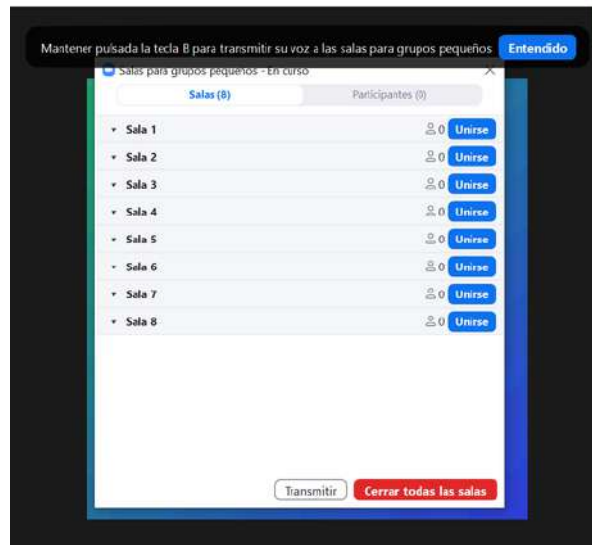 Mantener pulsada la tecla B para transmitir su voz a las salas para grupos pequeños Entendido
Salas para grupos pequeños - En curso
Salas (8) Participantes (0)
Sala 1 0 Unirse
Sala 2 0 Unirse
Sala 3 0 Unirse
Sala 4 0 Unirse
Sala 5 0 Unirse
Sala 6 0 Unirse
Sala 7 0 Unirse
Sala 8 0 Unirse
Transmitir Cerrar todas las salas